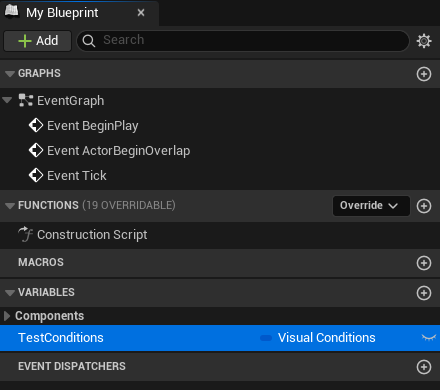 My Blueprint
Add Search
GRAPHS
EventGraph
Event BeginPlay
Event ActorBeginOverlap
Event Tick
FUNCTIONS (19 OVERRIDABLE) Override
Construction Script
MACROS
VARIABLES
Components
TestConditions Visual Conditions
EVENT DISPATCHERS